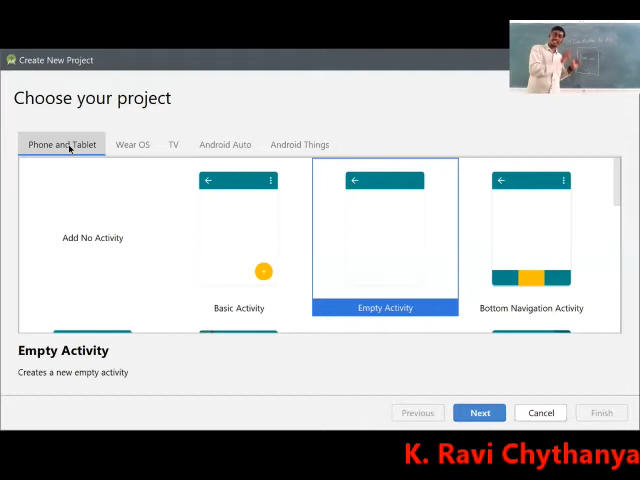 Create New Project
Choose your project
Phone and Tablet
Wear OS
TV
Android Auto
Android Things
Add No Activity
Basic Activity
Empty Activity
Bottom Navigation Activity
Empty Activity
Creates a new empty activity
Previous
Next
Cancel
Finish
K. Ravi Chythanya